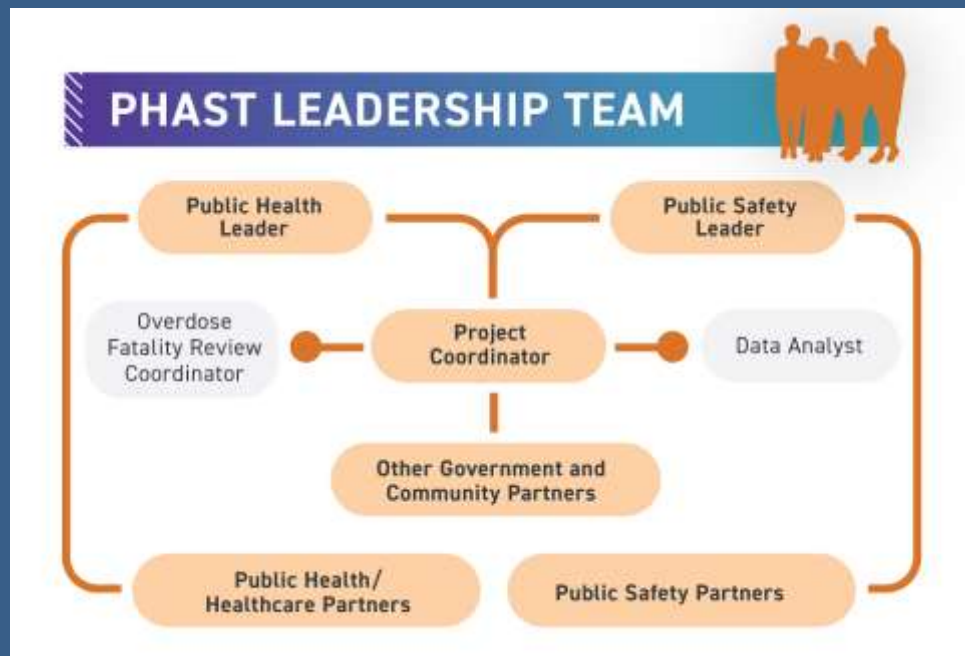 PHAST LEADERSHIP TEAM
Public Health
Leader
Public Safety
Leader
Overdose
Fatality Review
Coordinator
Project
Coordinator
Data Analyst
Other Government and
Community Partners
Public Health/
Healthcare Partners
Public Safety Partners